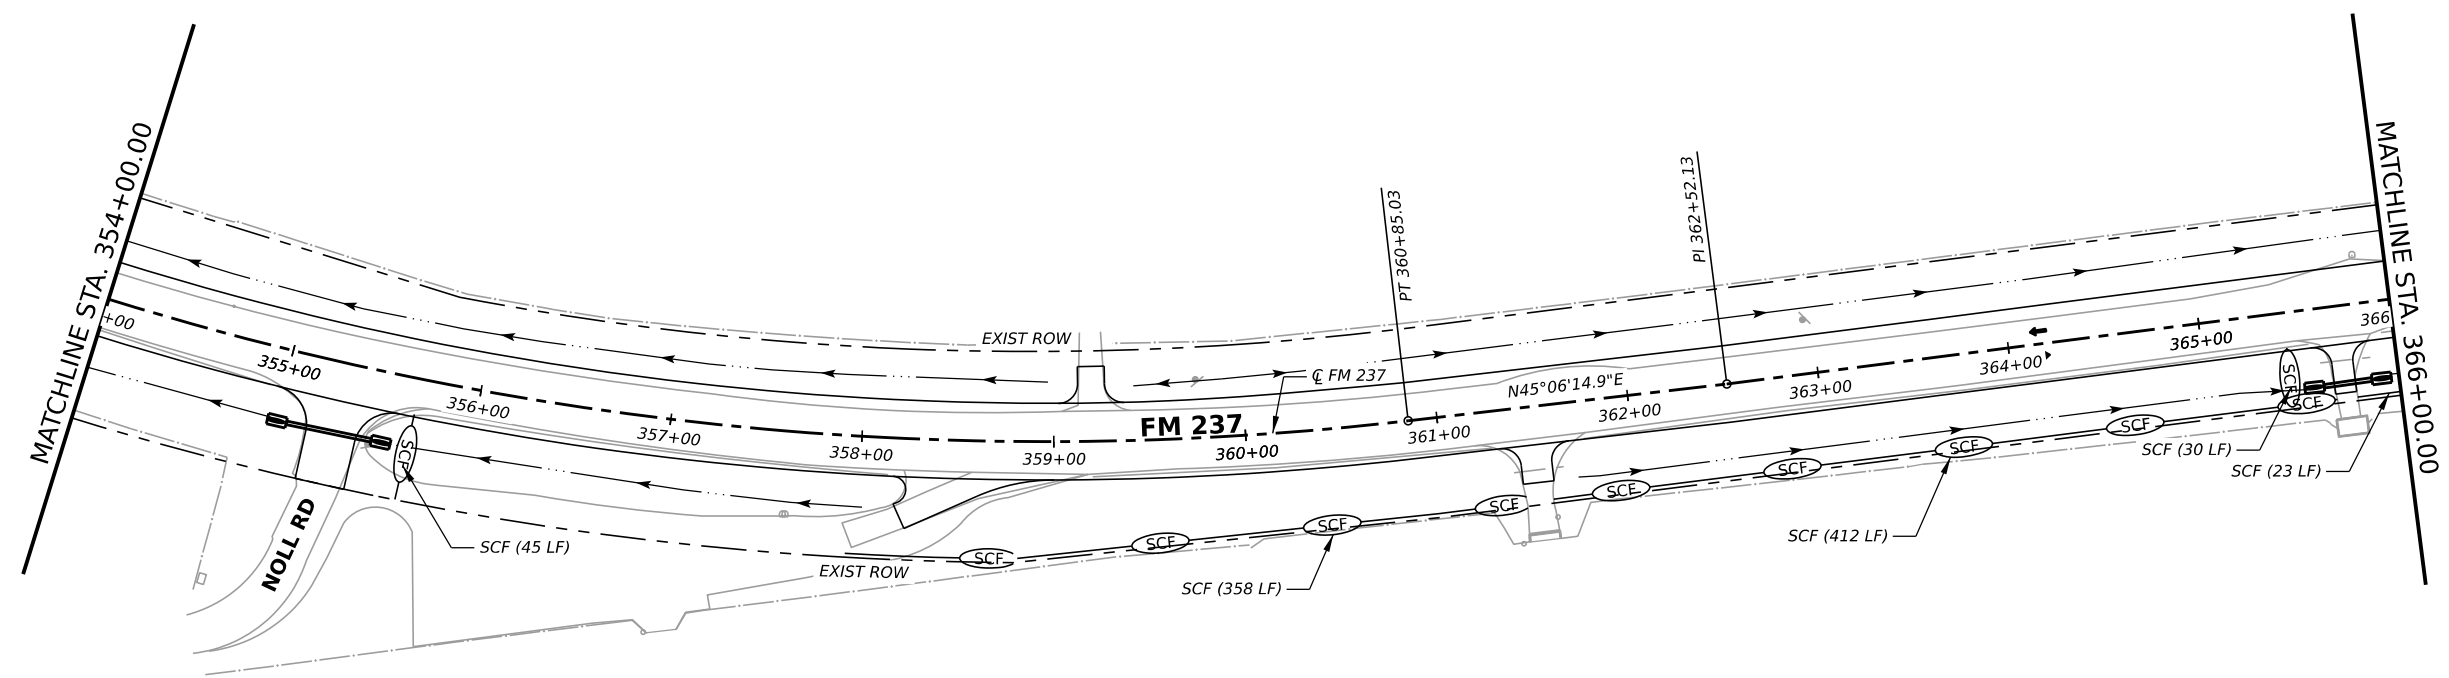 MATCHLINE STA. 354+00.00
+00
355+00
356+00
357+00
358+00
359+00
360+00
361+00
362+00
363+00
364+00
365+00
366
MATCHLINE STA. 366+00.00
EXIST ROW
PT 360+85.03
PI 362+52.13
℄ FM 237
N45°06'14.9"E
FM 237
NOLL RD
SCF
SCF (45 LF)
EXIST ROW
SCF
SCF
SCF
SCF
SCF
SCF
SCF
SCF
SCF
SCF
SCF (358 LF)
SCF (412 LF)
SCF (30 LF)
SCF (23 LF)